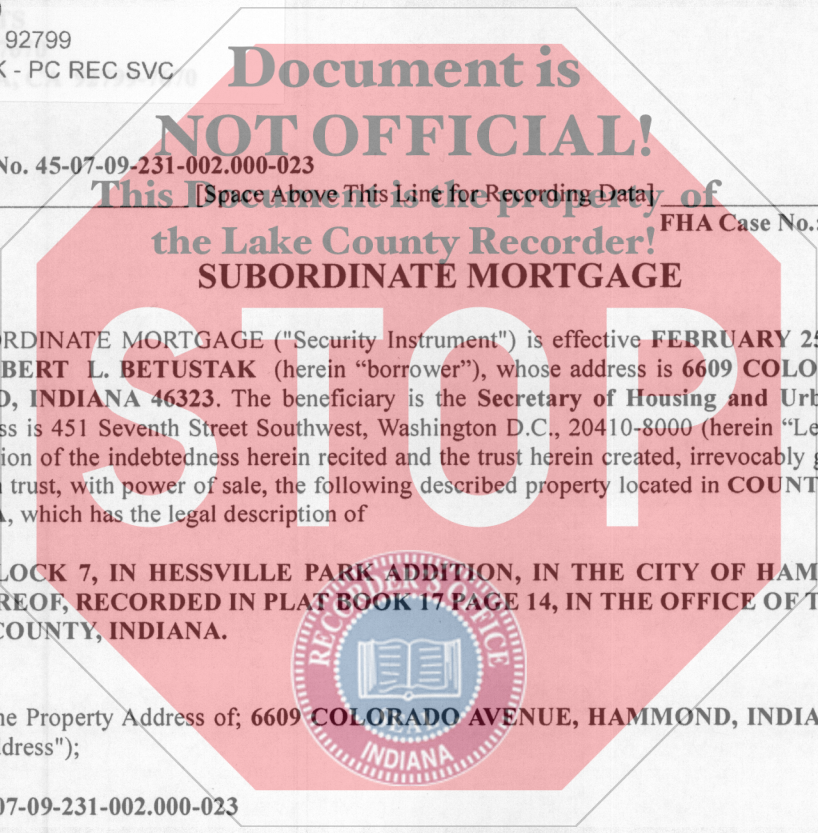 92799
K - PC REC SVC
Document is
NOT OFFICIAL!
No. 45-07-09-231-002.000-023
This Document is the property of
[Space Above This Line for Recording Data]
the Lake County Recorder!
FHA Case No.:
SUBORDINATE MORTGAGE
ORDINATE MORTGAGE ("Security Instrument") is effective FEBRUARY 25
BERT L. BETUSTAK (herein “borrower”), whose address is 6609 COLO
D, INDIANA 46323. The beneficiary is the Secretary of Housing and Urb
ss is 451 Seventh Street Southwest, Washington D.C., 20410-8000 (herein “Le
ion of the indebtedness herein recited and the trust herein created, irrevocably g
n trust, with power of sale, the following described property located in COUNT
A, which has the legal description of
STOP
LOCK 7, IN HESSVILLE PARK ADDITION, IN THE CITY OF HAM
REOF, RECORDED IN PLAT BOOK 17 PAGE 14, IN THE OFFICE OF T
COUNTY, INDIANA.
RECORDER'S OFFICE
SEAL
INDIANA
he Property Address of; 6609 COLORADO AVENUE, HAMMOND, INDIA
ddress");
07-09-231-002.000-023